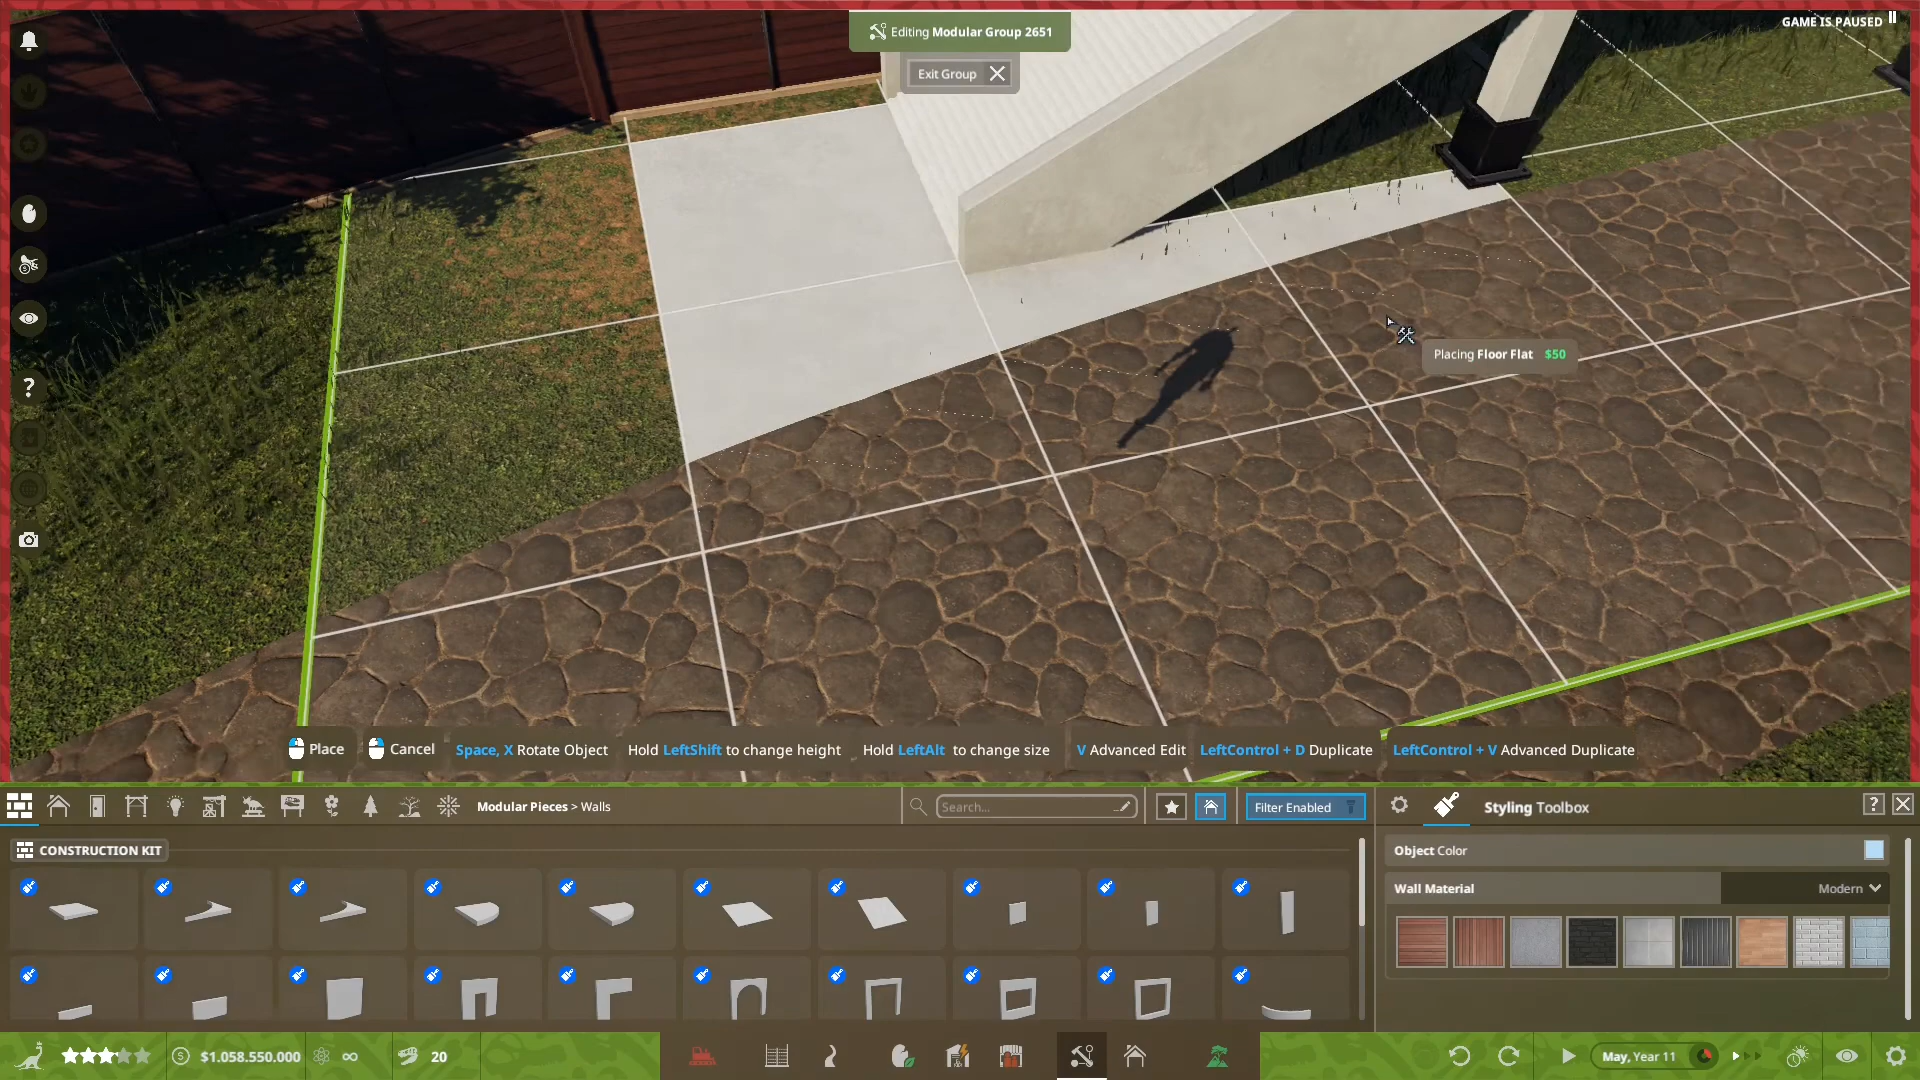 GAME IS PAUSED
Editing Modular Group 2651
Exit Group
Placing Floor Flat $50
Place
Cancel
Space, X Rotate Object
Hold LeftShift to change height
Hold LeftAlt to change size
V Advanced Edit
LeftControl + D Duplicate
LeftControl + V Advanced Duplicate
?
Modular Pieces > Walls
Search...
Filter Enabled
Styling Toolbox
?
CONSTRUCTION KIT
Object Color
Wall Material
Modern
$1.058.550.000
∞
20
May, Year 11